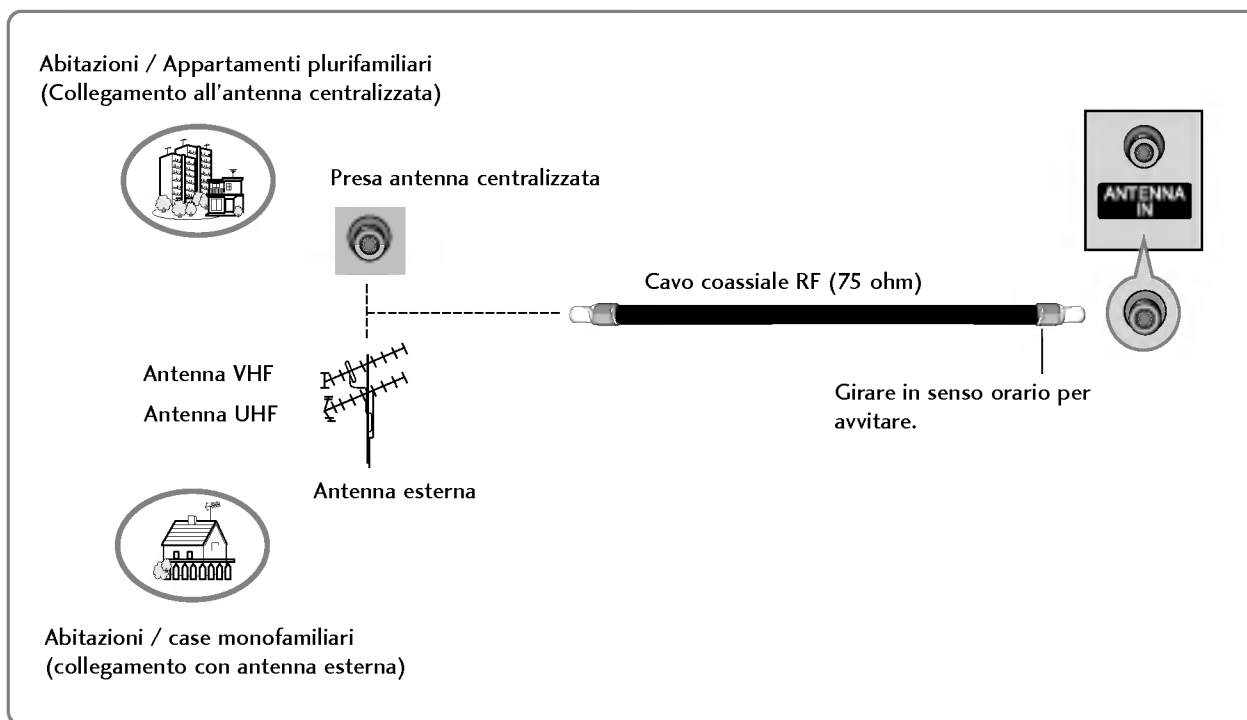 Abitazioni / Appartamenti plurifamiliari
(Collegamento all'antenna centralizzata)
Presa antenna centralizzata
ANTENNA
IN
Cavo coassiale RF (75 ohm)
Antenna VHF
Antenna UHF
Girare in senso orario per
avvitare.
Antenna esterna
Abitazioni / case monofamiliari
(collegamento con antenna esterna)